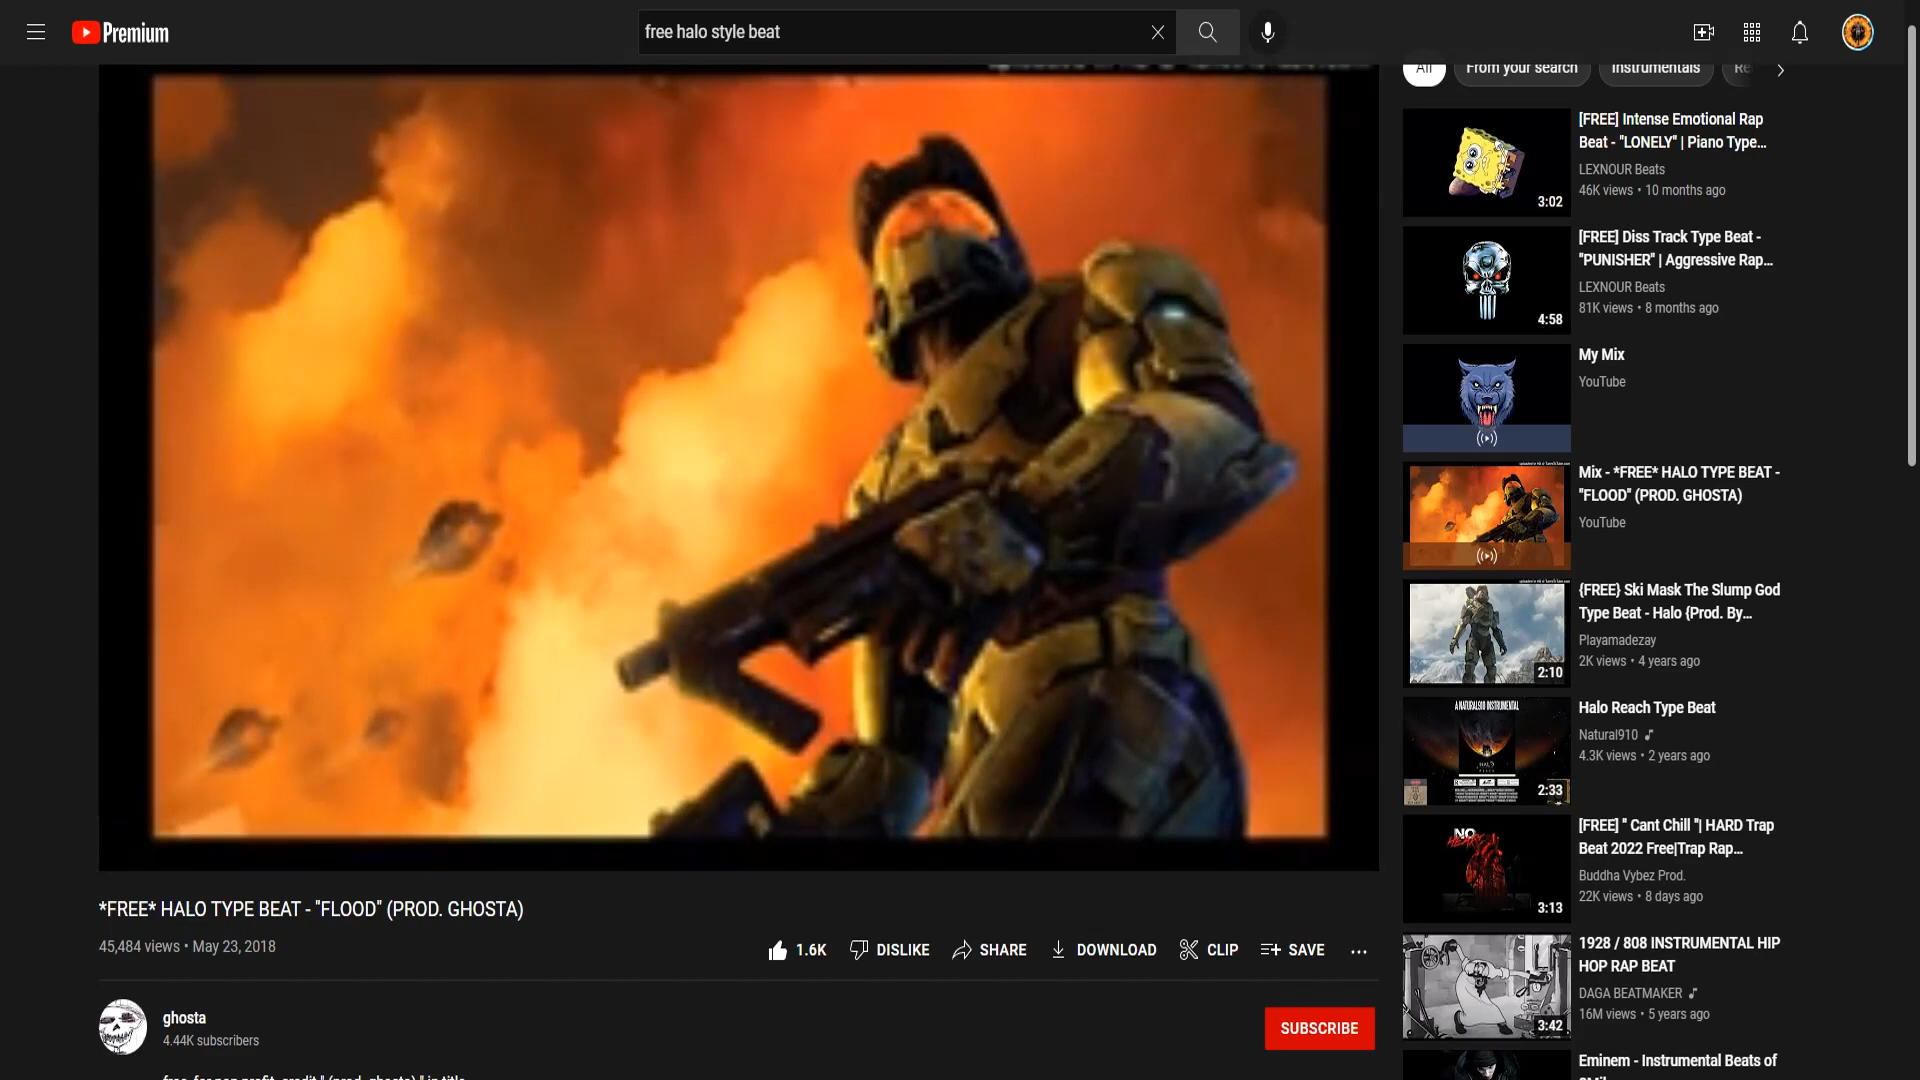 Premium
free halo style beat
All
From your search
Instrumentals
Re
*FREE* HALO TYPE BEAT - "FLOOD" (PROD. GHOSTA)
45,484 views • May 23, 2018
1.6K
DISLIKE
SHARE
DOWNLOAD
CLIP
SAVE
ghosta
4.44K subscribers
SUBSCRIBE
[FREE] Intense Emotional Rap
Beat - "LONELY" | Piano Type...
LEXNOUR Beats
46K views • 10 months ago
3:02
[FREE] Diss Track Type Beat -
"PUNISHER" | Aggressive Rap...
LEXNOUR Beats
81K views • 8 months ago
4:58
My Mix
YouTube
Mix - *FREE* HALO TYPE BEAT -
"FLOOD" (PROD. GHOSTA)
YouTube
{FREE} Ski Mask The Slump God
Type Beat - Halo {Prod. By...
Playamadezay
2K views • 4 years ago
2:10
A NATURAL910 INSTRUMENTAL
HALO
Halo Reach Type Beat
Natural910
4.3K views • 2 years ago
2:33
NO
HEART
[FREE] " Cant Chill "| HARD Trap
Beat 2022 Free|Trap Rap...
Buddha Vybez Prod.
22K views • 8 days ago
3:13
1928 / 808 INSTRUMENTAL HIP
HOP RAP BEAT
DAGA BEATMAKER
16M views • 5 years ago
3:42
Eminem - Instrumental Beats of